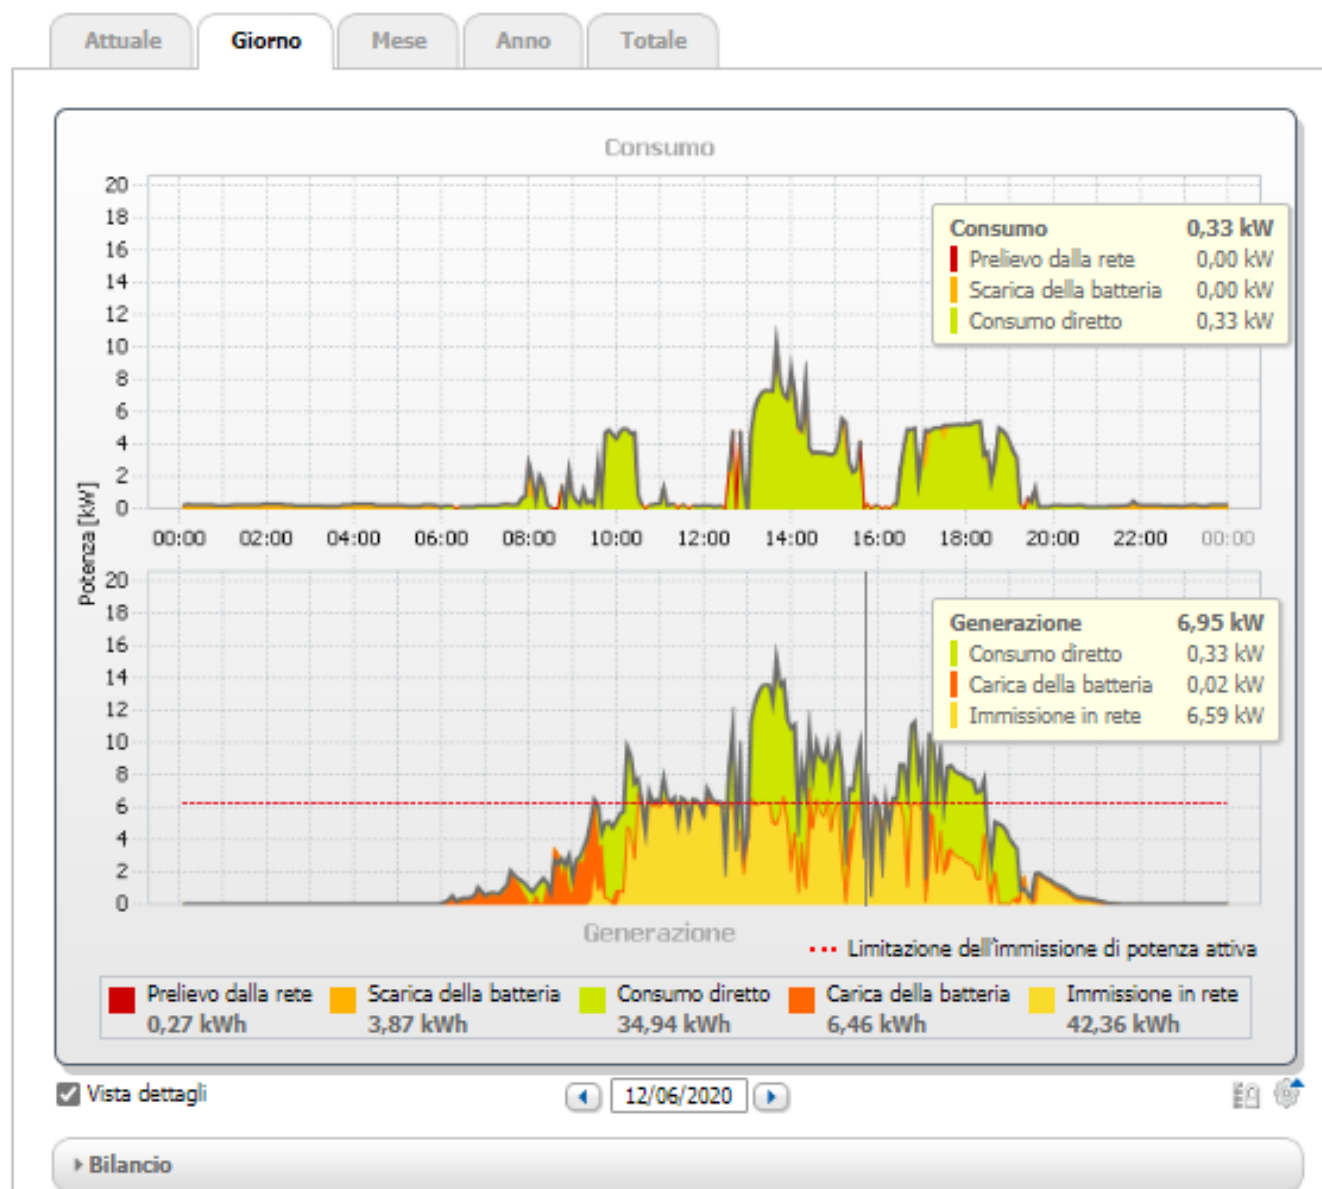 Attuale Giorno Mese Anno Totale
Consumo
20
18
16
14
12
10
8
6
4
2
0
Consumo 0,33 kW
Prelievo dalla rete 0,00 kW
Scarica della batteria 0,00 kW
Consumo diretto 0,33 kW
00:00 02:00 04:00 06:00 08:00 10:00 12:00 14:00 16:00 18:00 20:00 22:00 00:00
Potenza [kW]
20
18
16
14
12
10
8
6
4
2
0
Generazione 6,95 kW
Consumo diretto 0,33 kW
Carica della batteria 0,02 kW
Immissione in rete 6,59 kW
Generazione
Limitazione dell'immissione di potenza attiva
Prelievo dalla rete Scarica della batteria Consumo diretto Carica della batteria Immissione in rete
0,27 kWh 3,87 kWh 34,94 kWh 6,46 kWh 42,36 kWh
Vista dettagli 12/06/2020
Bilancio